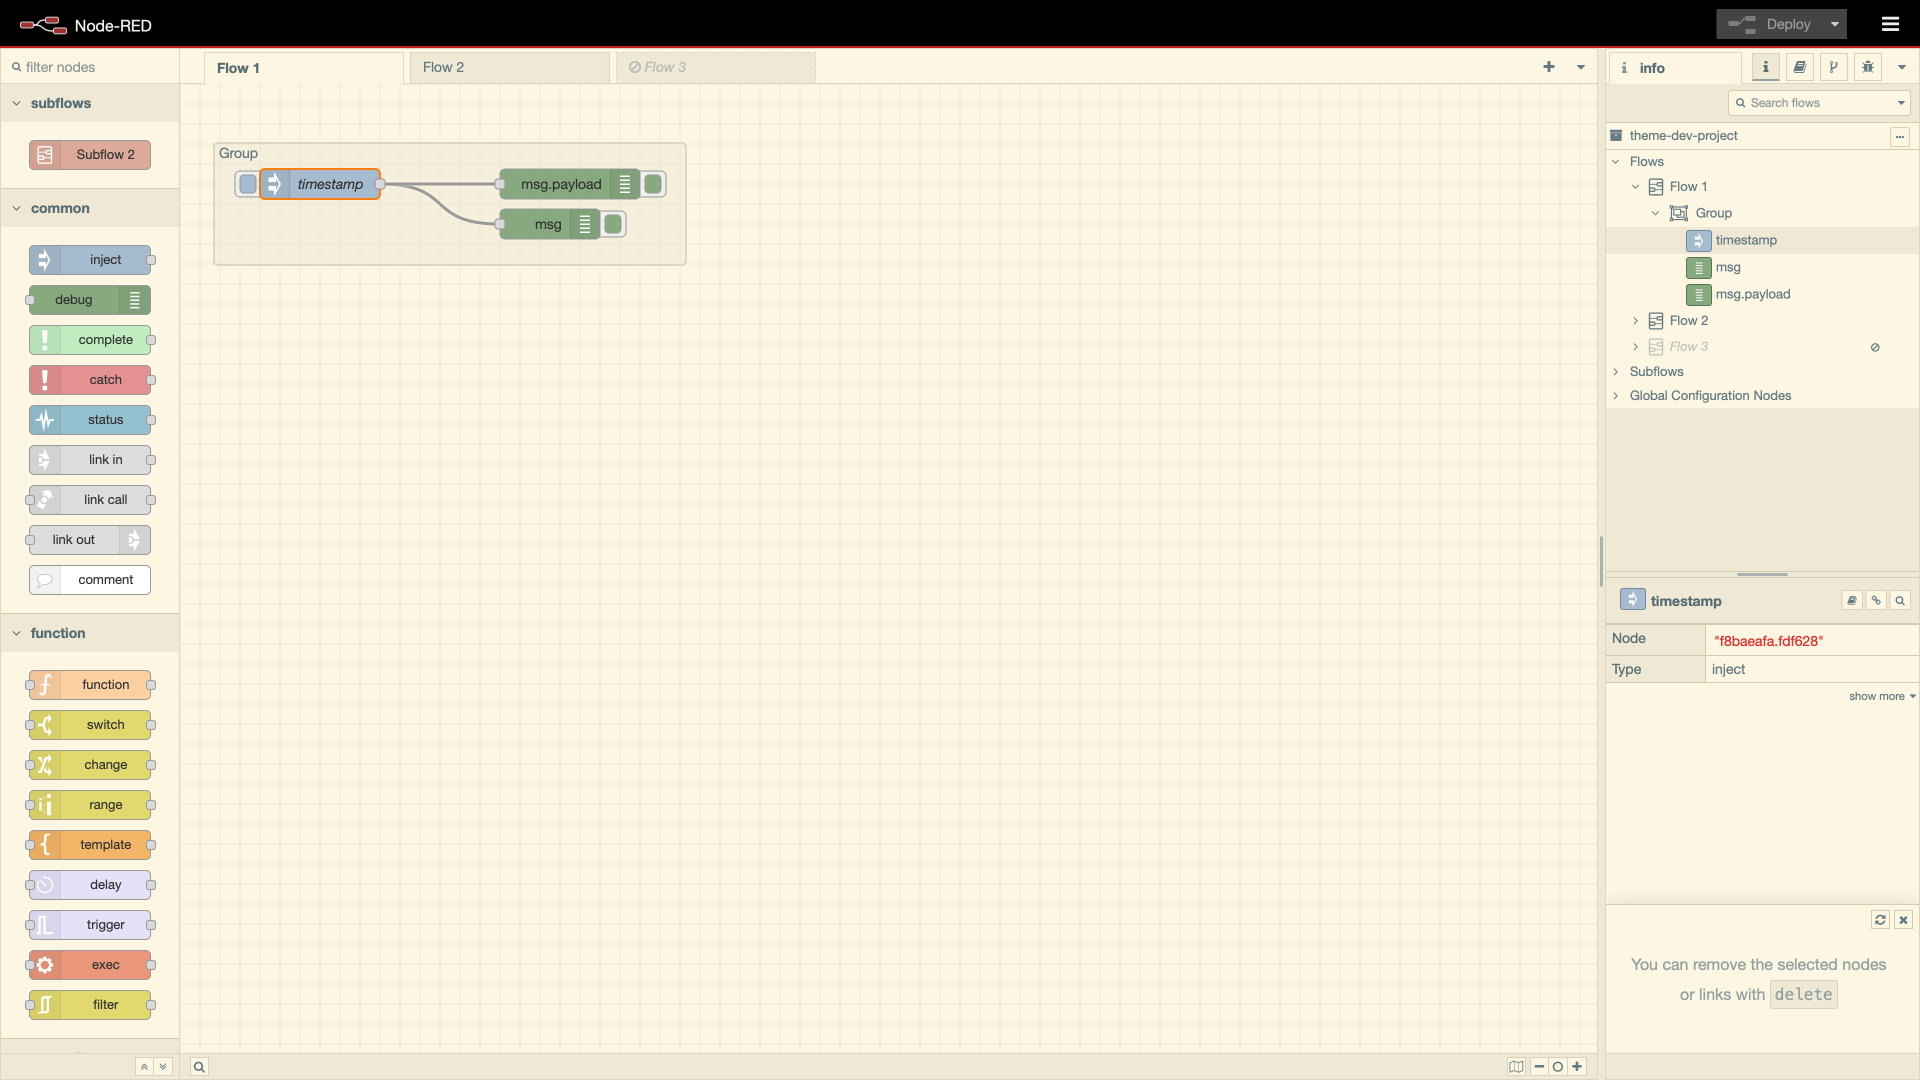 Node-RED
Deploy
filter nodes
Flow 1
Flow 2
Flow 3
info
Search flows
subflows
Subflow 2
common
inject
debug
complete
catch
status
link in
link call
link out
comment
function
function
switch
change
range
template
delay
trigger
exec
filter
Group
timestamp
msg.payload
msg
theme-dev-project
...
Flows
Flow 1
Group
timestamp
msg
msg.payload
Flow 2
Flow 3
Subflows
Global Configuration Nodes
timestamp
Node "f8baeafa.fdf628"
Type inject
show more
You can remove the selected nodes
or links with delete